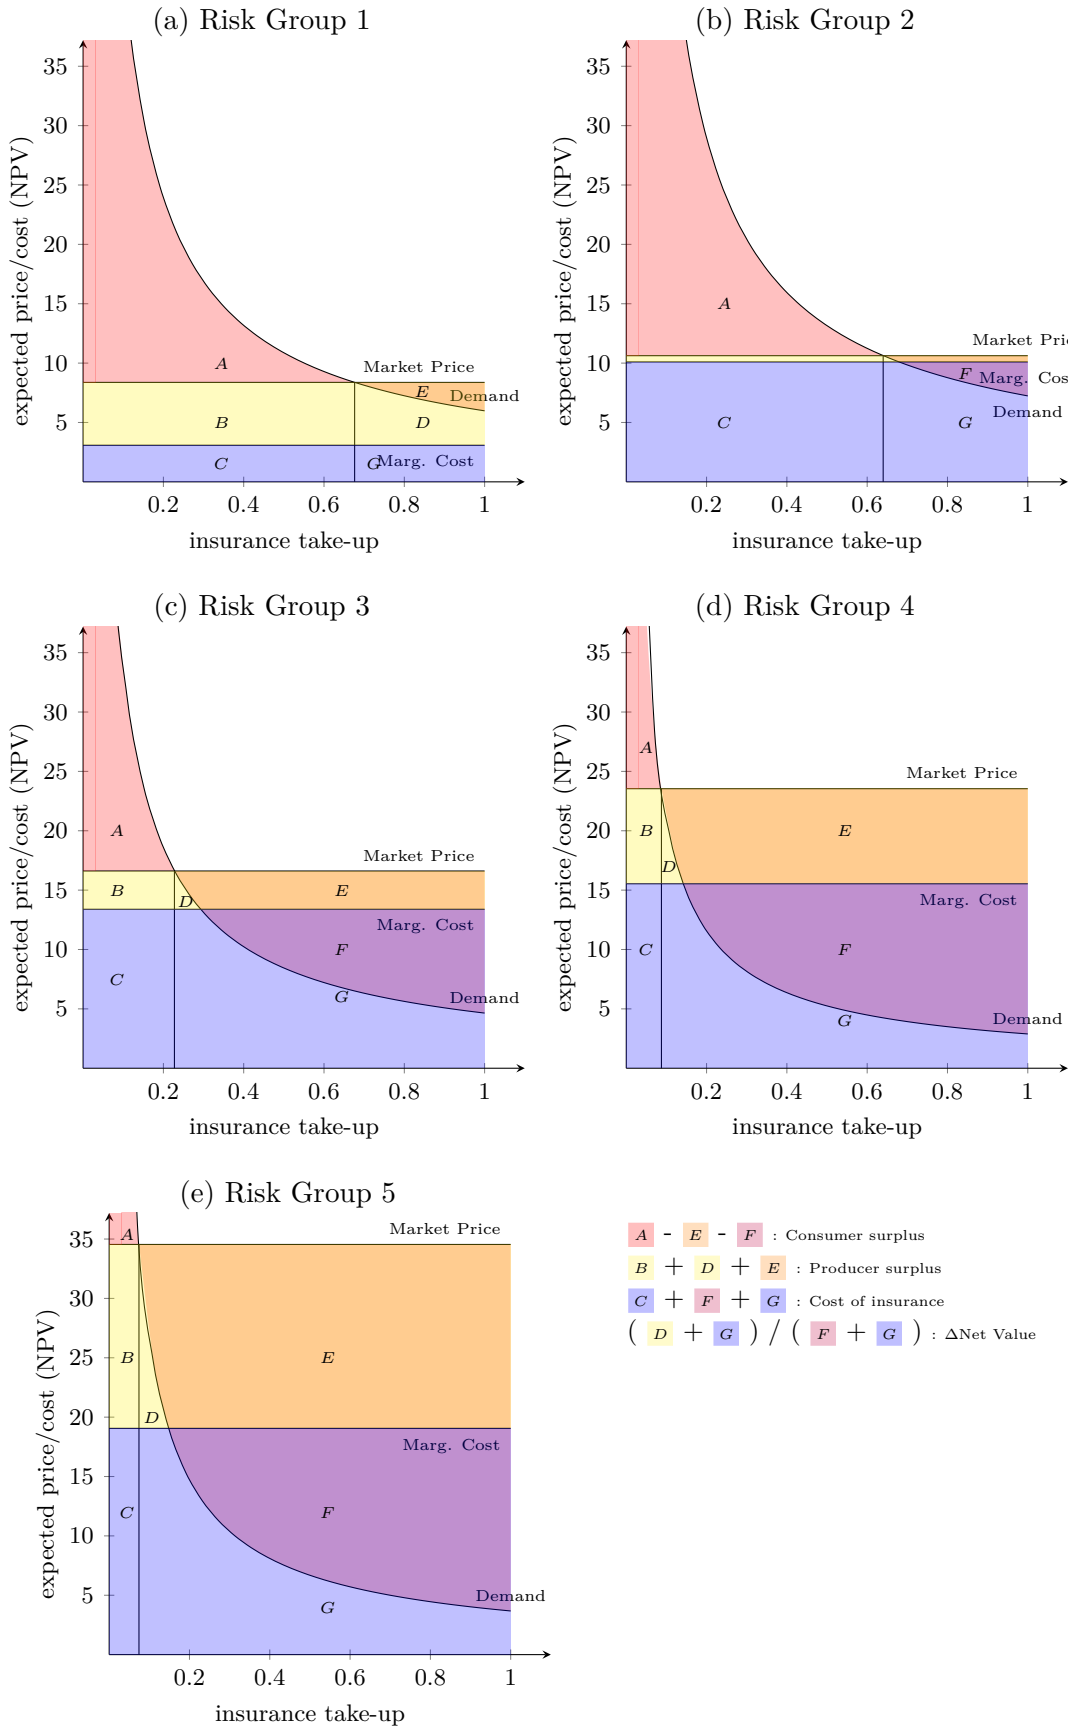 (a) Risk Group 1
expected price/cost (NPV)
35
30
25
20
15
10
5
A
Market Price
E
Demand
B
D
C
G
Marg. Cost
0.2 0.4 0.6 0.8 1
insurance take-up
(b) Risk Group 2
expected price/cost (NPV)
35
30
25
20
15
10
5
A
Market Pric
F
Marg. Cos
Demand
C
G
0.2 0.4 0.6 0.8 1
insurance take-up
(c) Risk Group 3
expected price/cost (NPV)
35
30
25
20
15
10
5
A
Market Price
B
D
E
Marg. Cost
C
F
G
Demand
0.2 0.4 0.6 0.8 1
insurance take-up
(d) Risk Group 4
expected price/cost (NPV)
35
30
25
20
15
10
5
A
Market Price
B
E
D
Marg. Cost
C
F
G
Demand
0.2 0.4 0.6 0.8 1
insurance take-up
(e) Risk Group 5
expected price/cost (NPV)
35
30
25
20
15
10
5
A
Market Price
B
E
D
Marg. Cost
C
F
G
Demand
0.2 0.4 0.6 0.8 1
insurance take-up
A - E - F : Consumer surplus
B + D + E : Producer surplus
C + F + G : Cost of insurance
( D + G ) / ( F + G ) : ΔNet Value